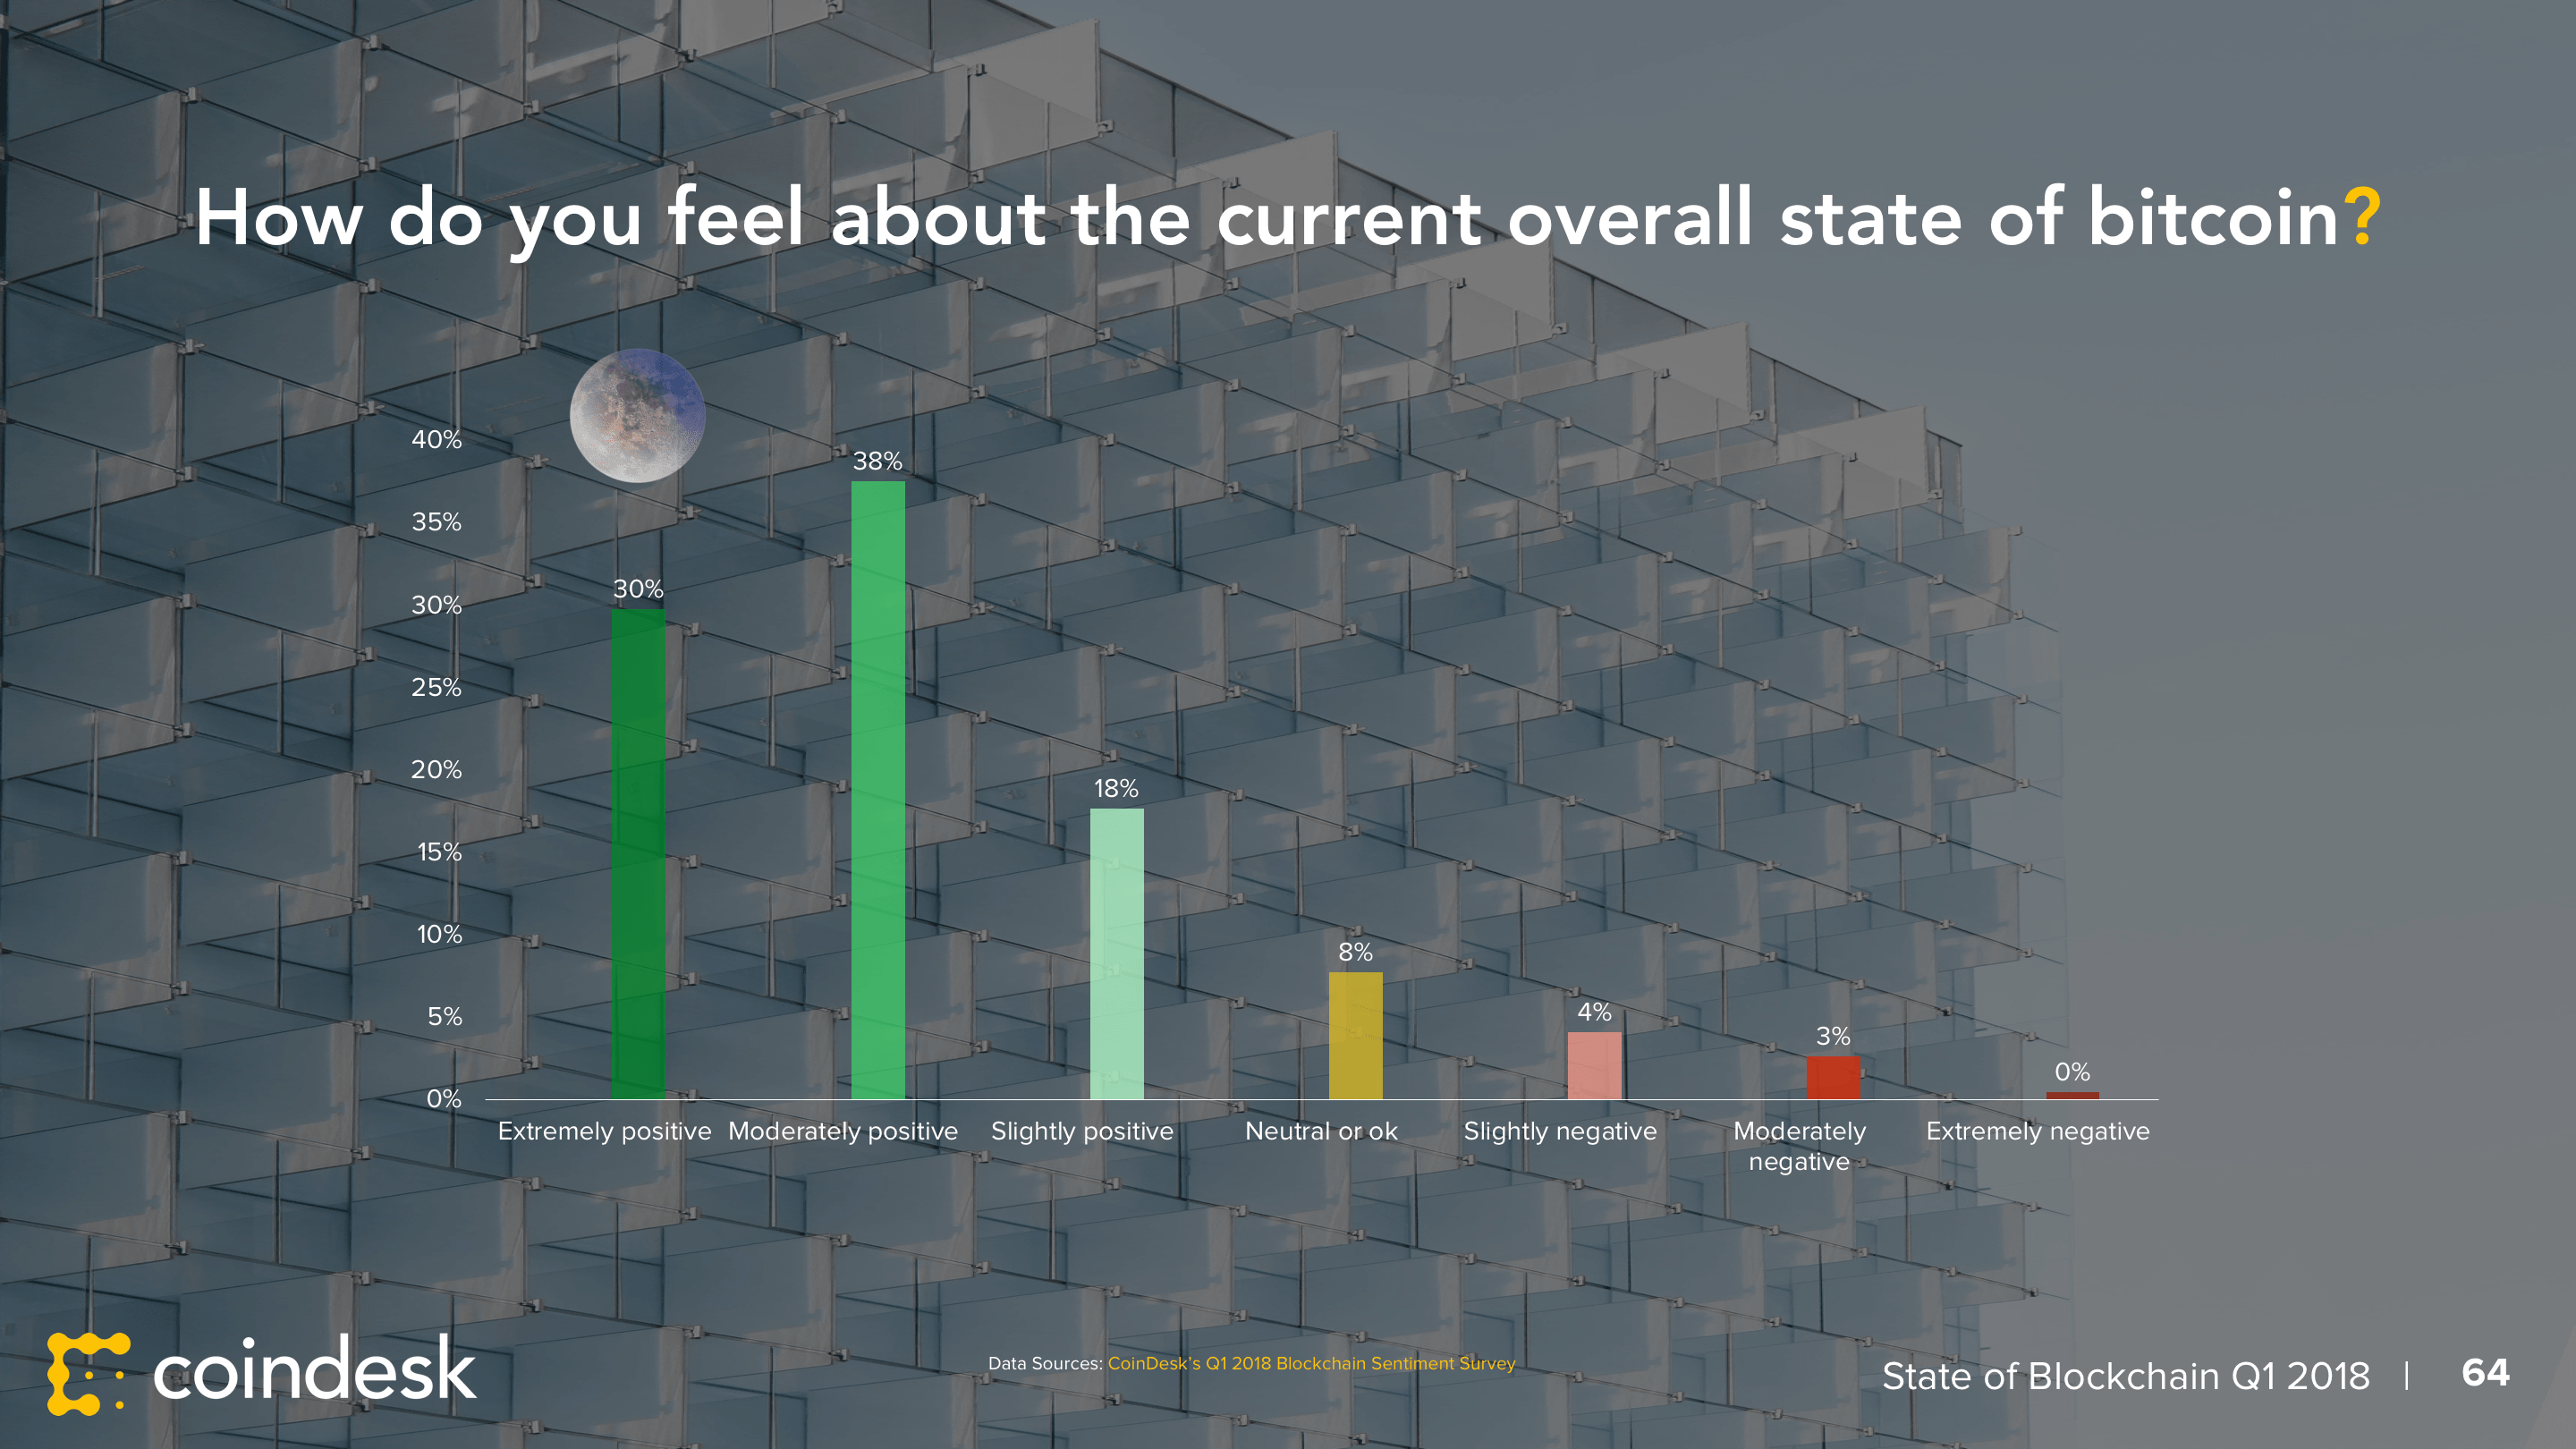 How do you feel about the current overall state of bitcoin?
40%
35%
30%
25%
20%
15%
10%
5%
0%
30%
38%
18%
8%
4%
3%
0%
Extremely positive
Moderately positive
Slightly positive
Neutral or ok
Slightly negative
Moderately
negative
Extremely negative
coindesk
Data Sources: CoinDesk's Q1 2018 Blockchain Sentiment Survey
State of Blockchain Q1 2018 | 64